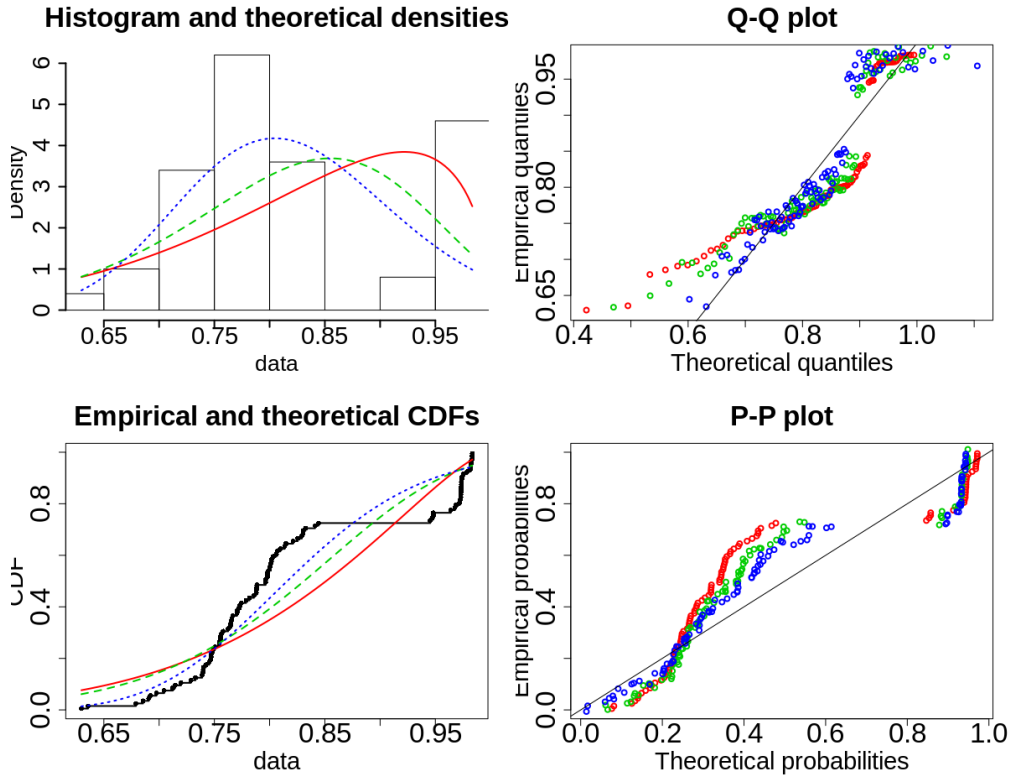 Histogram and theoretical densities
Density
0 1 2 3 4 5 6
0.65 0.75 0.85 0.95
data
Q-Q plot
Empirical quantiles
0.65 0.80 0.95
0.4 0.6 0.8 1.0
Theoretical quantiles
Empirical and theoretical CDFs
CDF
0.0 0.4 0.8
0.65 0.75 0.85 0.95
data
P-P plot
Empirical probabilities
0.0 0.4 0.8
0.0 0.2 0.4 0.6 0.8 1.0
Theoretical probabilities